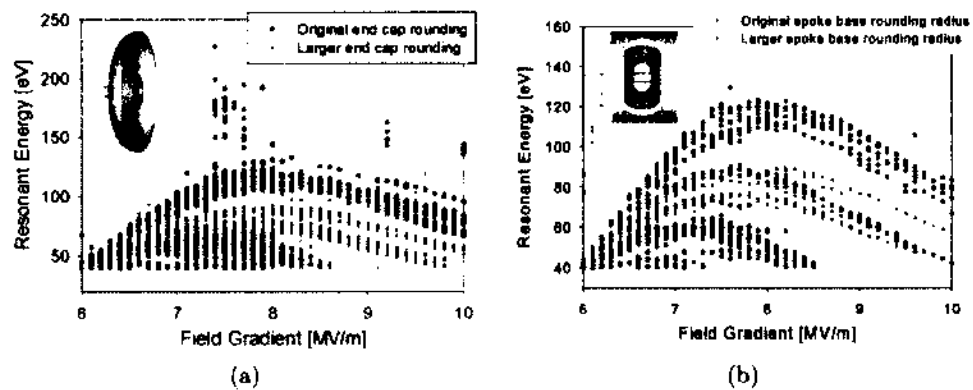 (a)
250
200
150
100
50
Resonant Energy [eV]
Original end cap rounding
Larger end cap rounding
6 7 8 9 10
Field Gradient [MV/m]
(a)
(b)
160
140
120
100
80
60
40
Resonant Energy [eV]
Original spoke base rounding radius
Larger spoke base rounding radius
6 7 8 9 10
Field Gradient [MV/m]
(b)